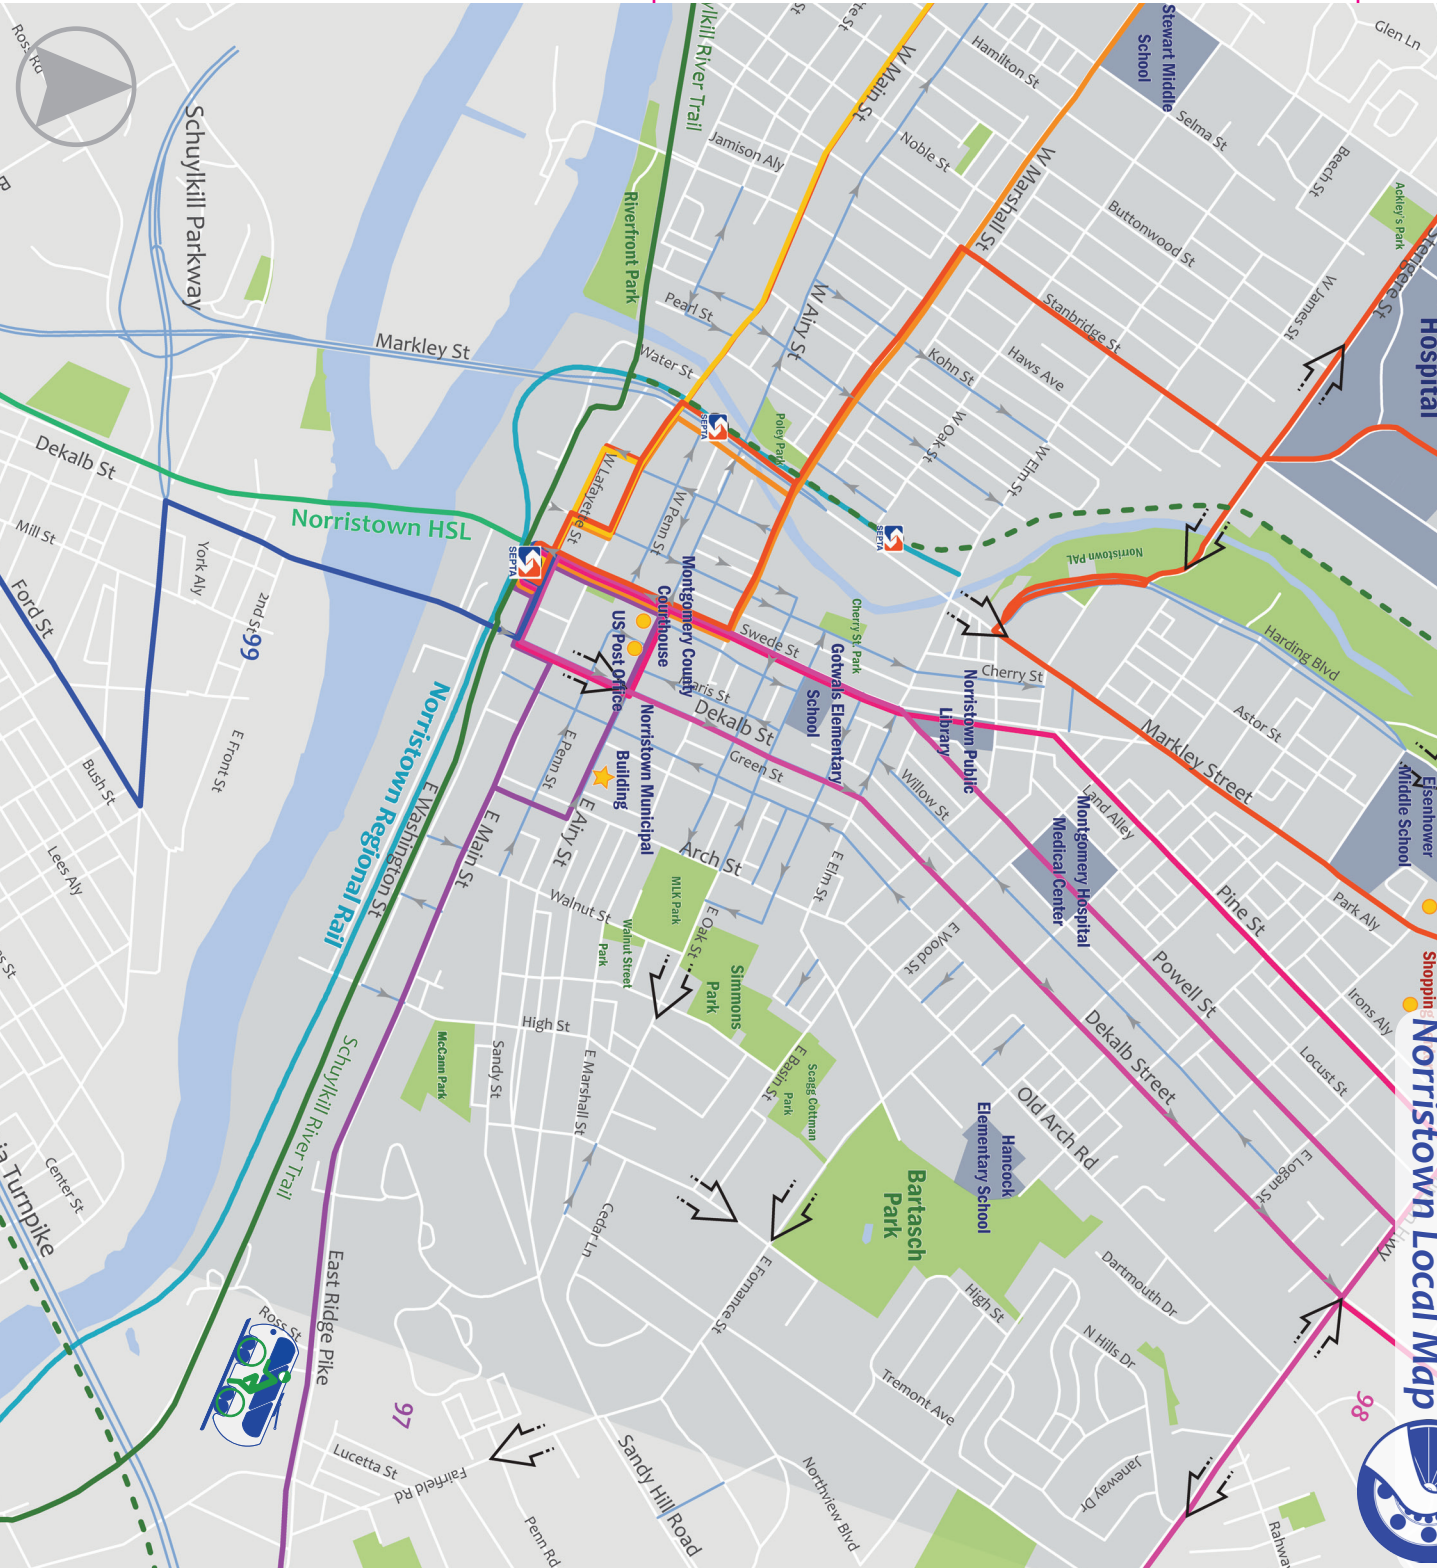 Norristown Local Map
Glen Ln
Stewart Middle
School
Hamilton St
W Main St
Selma St
Beech St
Ackley's Park
Noble St
Jamison Aly
W Marshall St
Buttonwood St
Sterigere St
Hospital
W James St
Ross Rd
Schuylkill Parkway
Riverfront Park
Pearl St
W Airy St
Stanbridge St
Markley St
Water St
Kohn St
Haws Ave
W Oak St
W Elm St
Poley Park
SEPTA
SEPTA
SEPTA
Dekalb St
Norristown HSL
Mill St
York Aly
Ford St
2nd St
99
W Lafayette St
W Penn St
Norristown PAL
Harding Blvd
Montgomery County
Courthouse
US Post Office
Swede St
Cherry St. Park
Gotwals Elementary
School
Cherry St
Norristown Public
Library
Astor St
Markley Street
Eisenhower
Middle School
Dekalb St
Green St
Norristown Municipal
Building
E Penn St
E Airy St
E Main St
E Washington St
Norristown Regional Rail
E Front St
Bush St
Lees Aly
Willow St
Land Alley
Montgomery Hospital
Medical Center
Arch St
E Elm St
MLK Park
Walnut St
Walnut Street
Park
E Oak St
Simmons
Park
E Wood St
Pine St
Powell St
Park Aly
Irons Aly
Locust St
High St
Sandy St
E Marshall St
McCann Park
Schuylkill River Trail
E Basin St
Scagg Cottman
Park
Dekalb Street
Old Arch Rd
Hancock
Elementary School
E Logan St
Bartasch
Park
Center St
Cedar Ln
E Fornance St
High St
Dartmouth Dr
N Hills Dr
East Ridge Pike
Ross St
97
98
Tremont Ave
Janeway Dr
Lucetta St
Fairfield Rd
Penn Rd
Sandy Hill Road
Northview Blvd